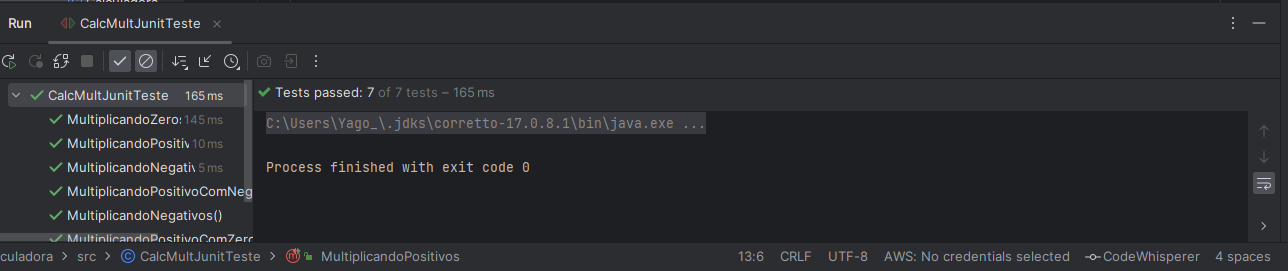 Calculadora
Run CalcMultJunitTeste ×
CalcMultJunitTeste 165 ms
Tests passed: 7 of 7 tests – 165 ms
MultiplicandoZeros 145 ms
MultiplicandoPositiv 10 ms
MultiplicandoNegativ 5 ms
MultiplicandoPositivoComNeg
MultiplicandoNegativos()
MultiplicandoPositivoComZero
C:\Users\Yago_\.jdks\corretto-17.0.8.1\bin\java.exe ...
Process finished with exit code 0
culadora > src > CalcMultJunitTeste > MultiplicandoPositivos 13:6 CRLF UTF-8 AWS: No credentials selected CodeWhisperer 4 spaces